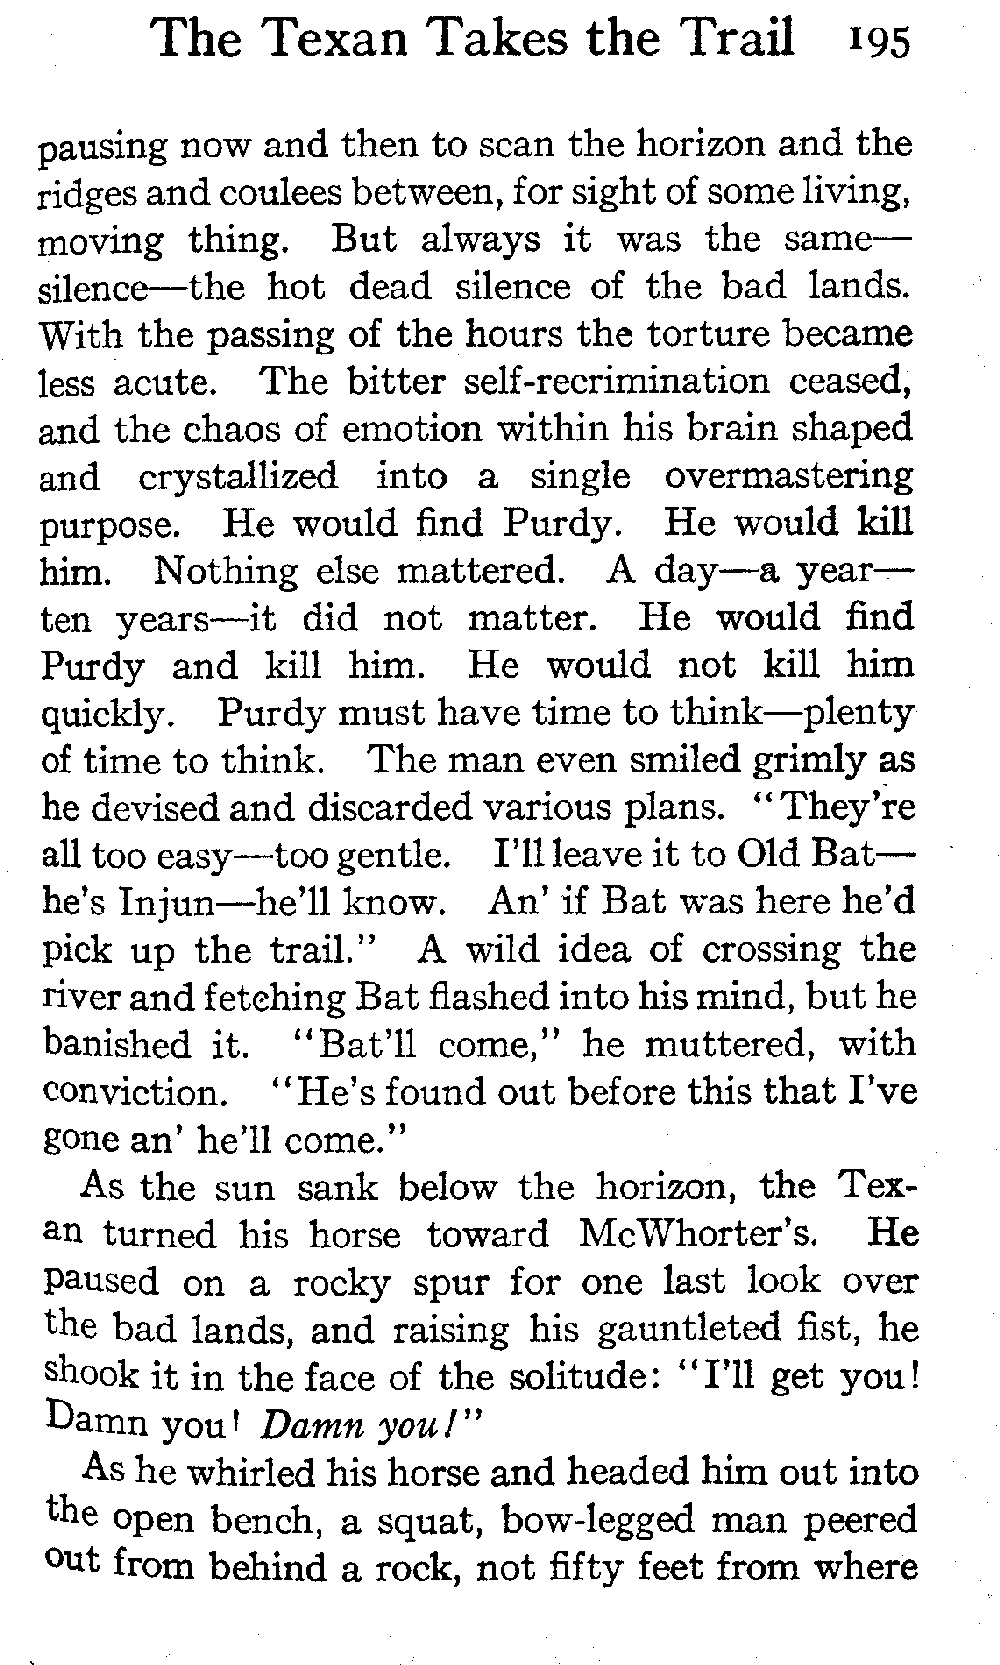 The Texan Takes the Trail 195
pausing now and then to scan the horizon and the
ridges and coulees between, for sight of some living,
moving thing. But always it was the same—
silence—the hot dead silence of the bad lands.
With the passing of the hours the torture became
less acute. The bitter self-recrimination ceased,
and the chaos of emotion within his brain shaped
and crystallized into a single overmastering
purpose. He would find Purdy. He would kill
him. Nothing else mattered. A day—a year—
ten years—it did not matter. He would find
Purdy and kill him. He would not kill him
quickly. Purdy must have time to think—plenty
of time to think. The man even smiled grimly as
he devised and discarded various plans. "They're
all too easy—too gentle. I'll leave it to Old Bat—
he's Injun—he'll know. An' if Bat was here he'd
pick up the trail." A wild idea of crossing the
river and fetching Bat flashed into his mind, but he
banished it. "Bat'll come," he muttered, with
conviction. "He's found out before this that I've
gone an' he'll come."
As the sun sank below the horizon, the Tex-
an turned his horse toward McWhorter's. He
paused on a rocky spur for one last look over
the bad lands, and raising his gauntleted fist, he
shook it in the face of the solitude: "I'll get you!
Damn you! Damn you!"
As he whirled his horse and headed him out into
the open bench, a squat, bow-legged man peered
out from behind a rock, not fifty feet from where